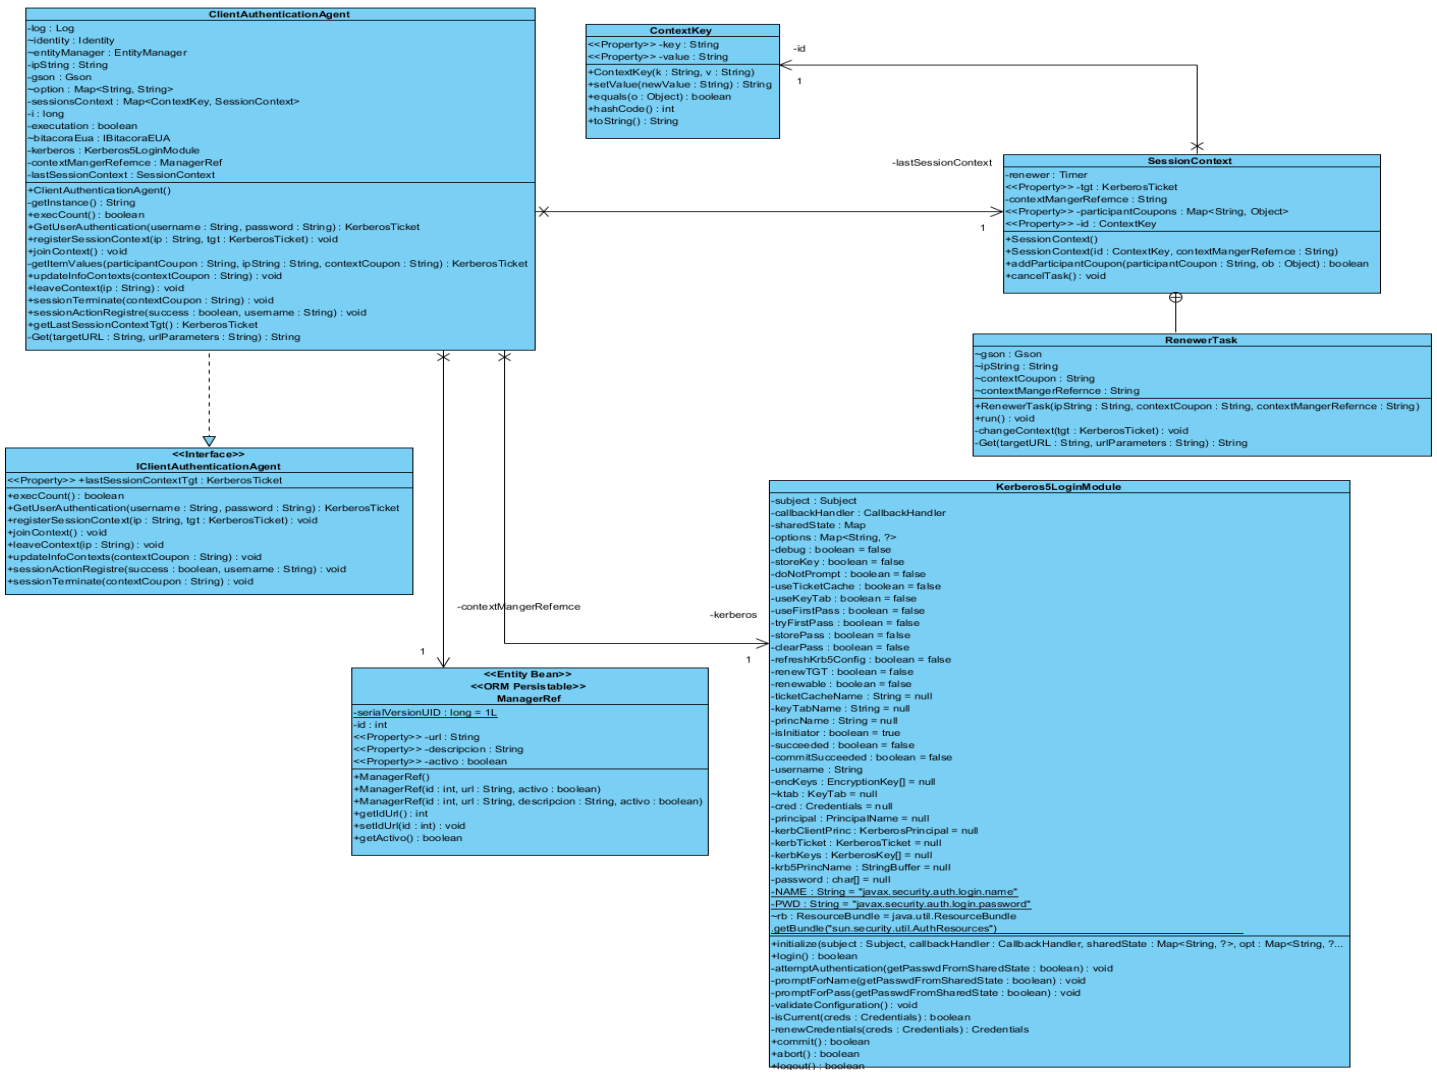 ClientAuthenticationAgent
-log : Log
~identity : Identity
~entityManager : EntityManager
-ipString : String
-gson : Gson
~option : Map<String, String>
-sessionsContext : Map<ContextKey, SessionContext>
-i : long
-executation : boolean
~bitacoraEua : IBitacoraEUA
-kerberos : Kerberos5LoginModule
-contextMangerRefernce : ManagerRef
-lastSessionContext : SessionContext
+ClientAuthenticationAgent()
-getInstance() : String
+execCount() : boolean
+GetUserAuthentication(username : String, password : String) : KerberosTicket
+registerSessionContext(ip : String, tgt : KerberosTicket) : void
+joinContext() : void
-getItemValues(participantCoupon : String, ipString : String, contextCoupon : String) : KerberosTicket
+updateInfoContexts(contextCoupon : String) : void
+leaveContext(ip : String) : void
+sessionTerminate(contextCoupon : String) : void
+sessionActionRegistre(success : boolean, username : String) : void
+getLastSessionContextTgt() : KerberosTicket
-Get(targetURL : String, urlParameters : String) : String
ContextKey
<<Property>> -key : String
<<Property>> -value : String
+ContextKey(k : String, v : String)
+setValue(newValue : String) : String
+equals(o : Object) : boolean
+hashCode() : int
+toString() : String
-id
1
-lastSessionContext
1
SessionContext
-renewer : Timer
<<Property>> -tgt : KerberosTicket
-contextMangerRefernce : String
<<Property>> -participantCoupons : Map<String, Object>
<<Property>> -id : ContextKey
+SessionContext()
+SessionContext(id : ContextKey, contextMangerRefernce : String)
+addParticipantCoupon(participantCoupon : String, ob : Object) : boolean
+cancelTask() : void
RenewerTask
~gson : Gson
~ipString : String
~contextCoupon : String
~contextMangerRefernce : String
+RenewerTask(ipString : String, contextCoupon : String, contextMangerRefernce : String)
+run() : void
-changeContext(tgt : KerberosTicket) : void
-Get(targetURL : String, urlParameters : String) : String
<<Interface>>
IClientAuthenticationAgent
<<Property>> +lastSessionContextTgt : KerberosTicket
+execCount() : boolean
+GetUserAuthentication(username : String, password : String) : KerberosTicket
+registerSessionContext(ip : String, tgt : KerberosTicket) : void
+joinContext() : void
+leaveContext(ip : String) : void
+updateInfoContexts(contextCoupon : String) : void
+sessionActionRegistre(success : boolean, username : String) : void
+sessionTerminate(contextCoupon : String) : void
-contextMangerRefernce
1
-kerberos
1
<<Entity Bean>>
<<ORM Persistable>>
ManagerRef
-serialVersionUID : long = 1L
-id : int
<<Property>> -url : String
<<Property>> -descripcion : String
<<Property>> -activo : boolean
+ManagerRef()
+ManagerRef(id : int, url : String, activo : boolean)
+ManagerRef(id : int, url : String, descripcion : String, activo : boolean)
+getIdUrl() : int
+setIdUrl(id : int) : void
+getActivo() : boolean
Kerberos5LoginModule
-subject : Subject
-callbackHandler : CallbackHandler
-sharedState : Map
-options : Map<String, ?>
-debug : boolean = false
-storeKey : boolean = false
-doNotPrompt : boolean = false
-useTicketCache : boolean = false
-useKeyTab : boolean = false
-useFirstPass : boolean = false
-tryFirstPass : boolean = false
-storePass : boolean = false
-clearPass : boolean = false
-refreshKrb5Config : boolean = false
-renewTGT : boolean = false
-renewable : boolean = false
-ticketCacheName : String = null
-keyTabName : String = null
-princName : String = null
-isInitiator : boolean = true
-succeeded : boolean = false
-commitSucceeded : boolean = false
-username : String
-encKeys : EncryptionKey[] = null
~ktab : KeyTab = null
-cred : Credentials = null
-principal : PrincipalName = null
-kerbClientPrinc : KerberosPrincipal = null
-kerbTicket : KerberosTicket = null
-kerbKeys : KerberosKey[] = null
-krb5PrincName : StringBuffer = null
-password : char[] = null
-NAME : String = "javax.security.auth.login.name"
-PWD : String = "javax.security.auth.login.password"
~rb : ResourceBundle = java.util.ResourceBundle
.getBundle("sun.security.util.AuthResources")
+initialize(subject : Subject, callbackHandler : CallbackHandler, sharedState : Map<String, ?>, opt : Map<String, ?...
+login() : boolean
-attemptAuthentication(getPasswdFromSharedState : boolean) : void
-promptForName(getPasswdFromSharedState : boolean) : void
-promptForPass(getPasswdFromSharedState : boolean) : void
-validateConfiguration() : void
-isCurrent(creds : Credentials) : boolean
-renewCredentials(creds : Credentials) : Credentials
+commit() : boolean
+abort() : boolean
+logout() : boolean